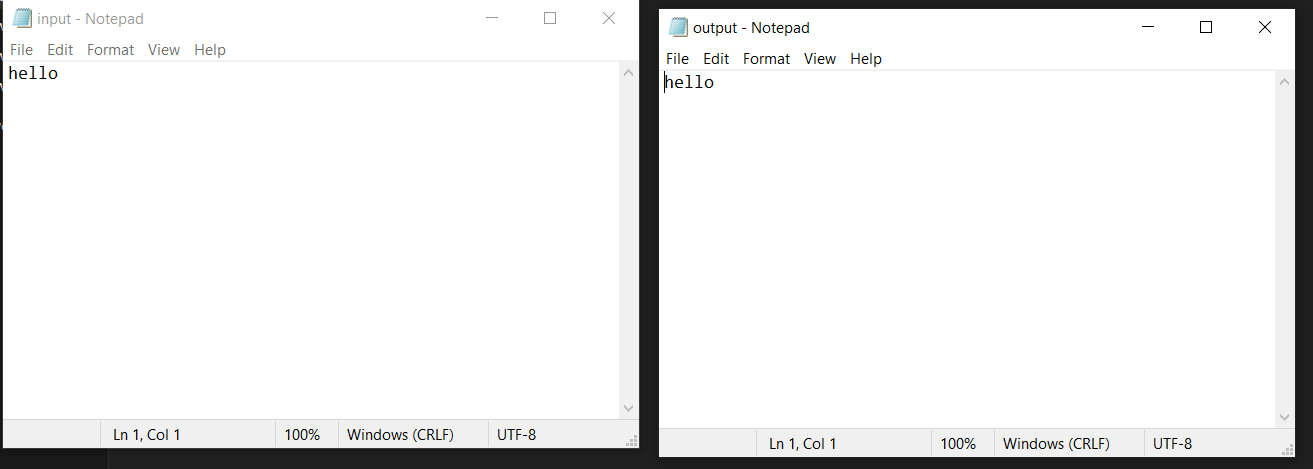 input - Notepad
File Edit Format View Help
hello
Ln 1, Col 1 100% Windows (CRLF) UTF-8
output - Notepad
File Edit Format View Help
hello
Ln 1, Col 1 100% Windows (CRLF) UTF-8